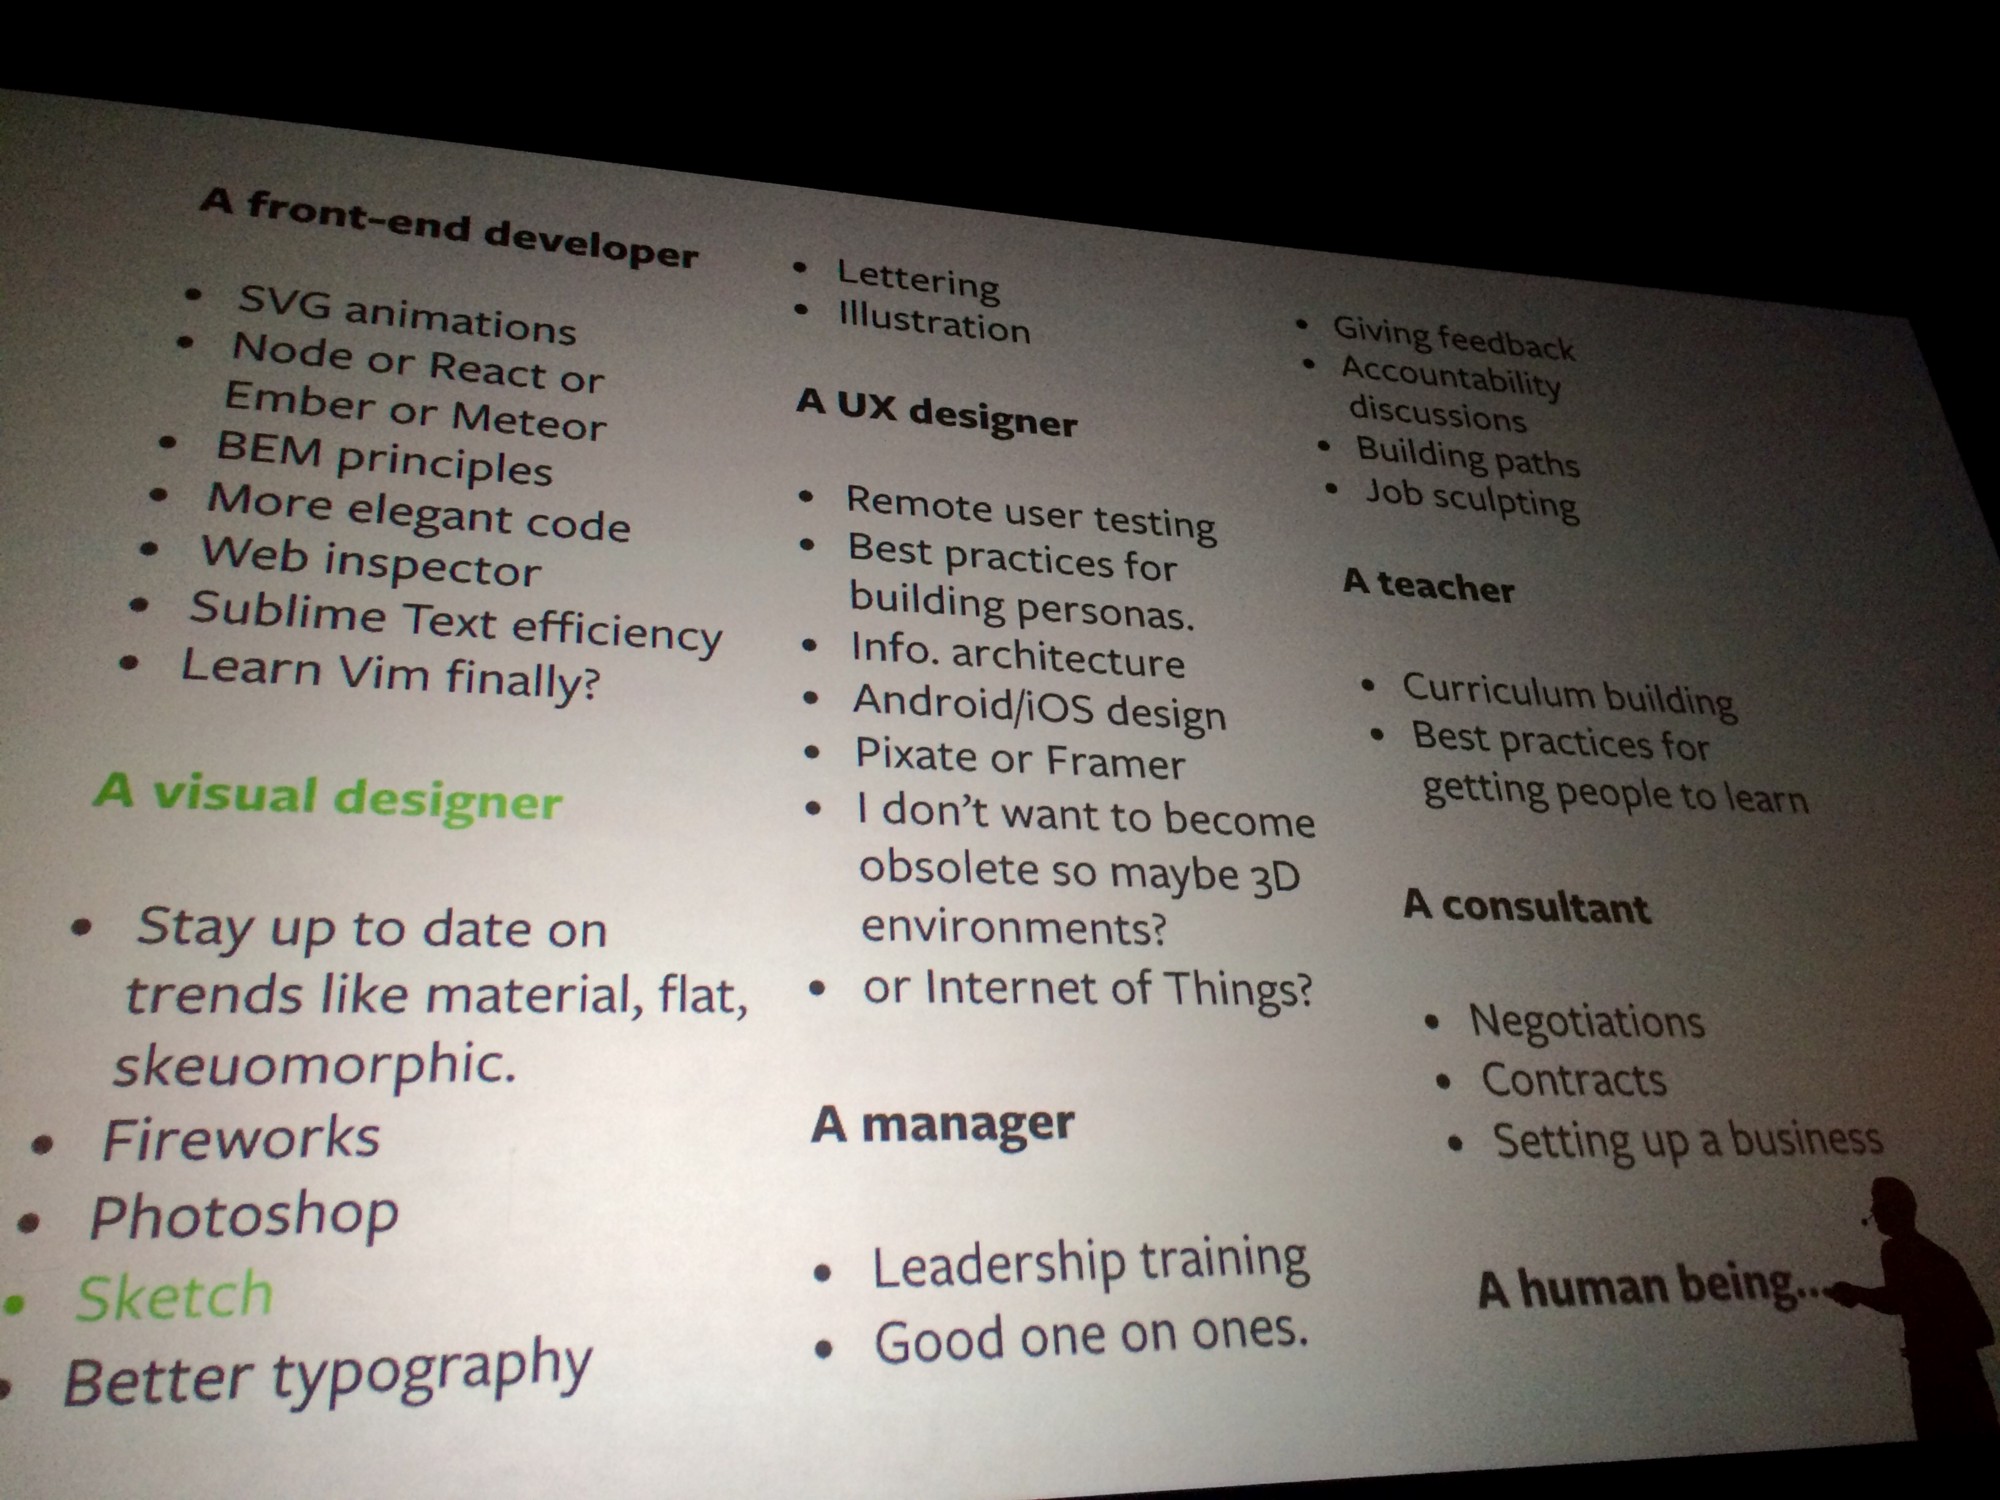 A front-end developer
• SVG animations
• Node or React or
Ember or Meteor
• BEM principles
• More elegant code
• Web inspector
• Sublime Text efficiency
• Learn Vim finally?
A visual designer
• Stay up to date on
trends like material, flat,
skeuomorphic.
• Fireworks
• Photoshop
• Sketch
• Better typography
• Lettering
• Illustration
A UX designer
• Remote user testing
• Best practices for
building personas.
• Info. architecture
• Android/iOS design
• Pixate or Framer
• I don’t want to become
obsolete so maybe 3D
environments?
• or Internet of Things?
A manager
• Leadership training
• Good one on ones.
• Giving feedback
• Accountability
discussions
• Building paths
• Job sculpting
A teacher
• Curriculum building
• Best practices for
getting people to learn
A consultant
• Negotiations
• Contracts
• Setting up a business
A human being...